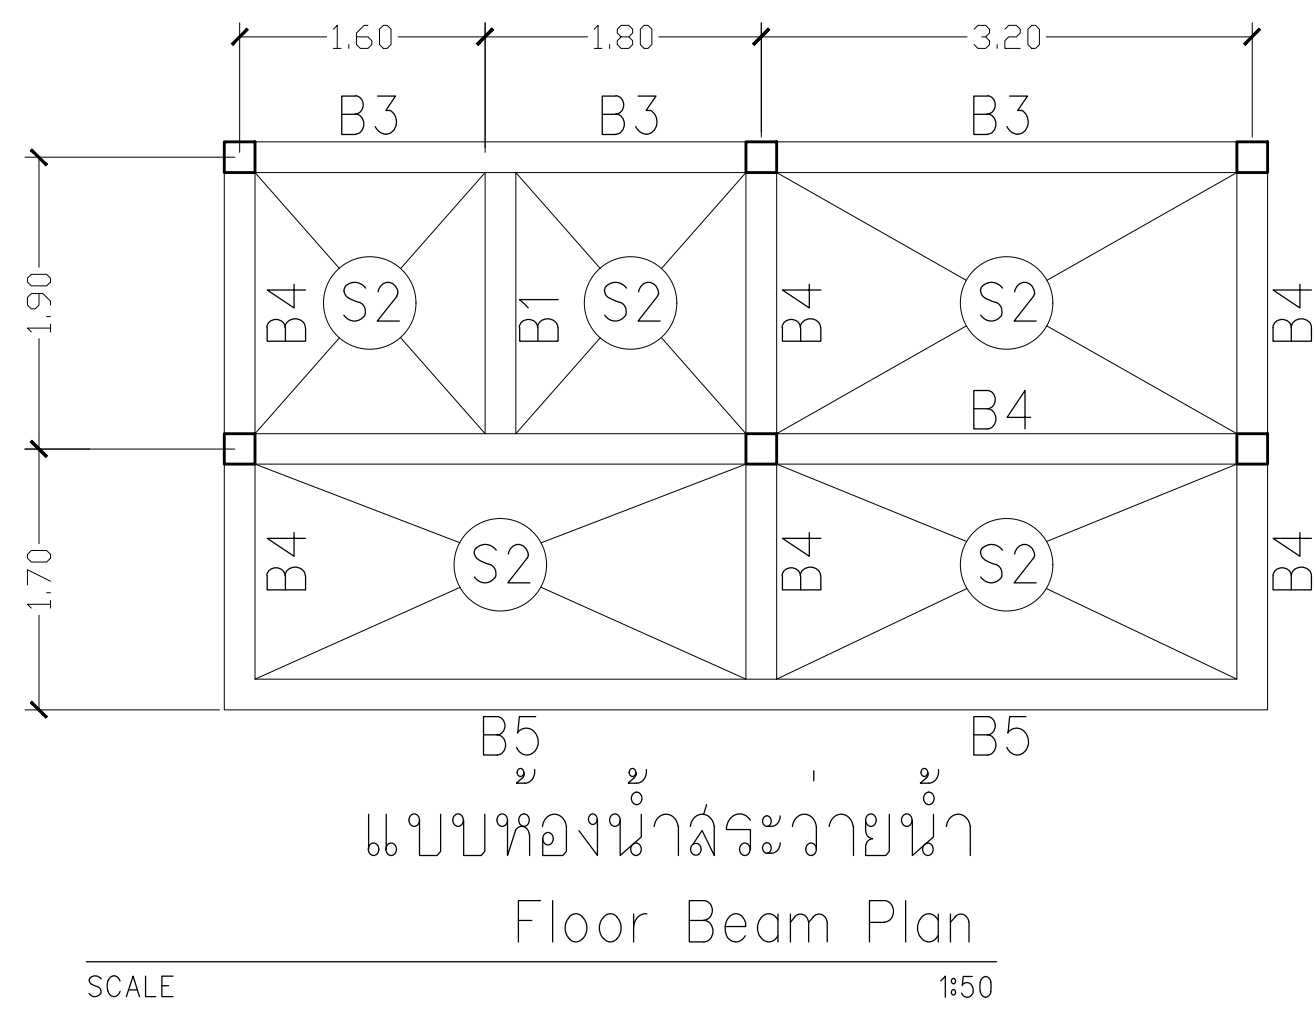 1.60 1.80 3.20
B3 B3 B3
1.90
B4 S2 B1 S2 B4 S2 B4
B4
1.70
B4 S2 B4 S2 B4
B5 B5
แบบห้องน้ำสระว่ายน้ำ
Floor Beam Plan
SCALE 1:50